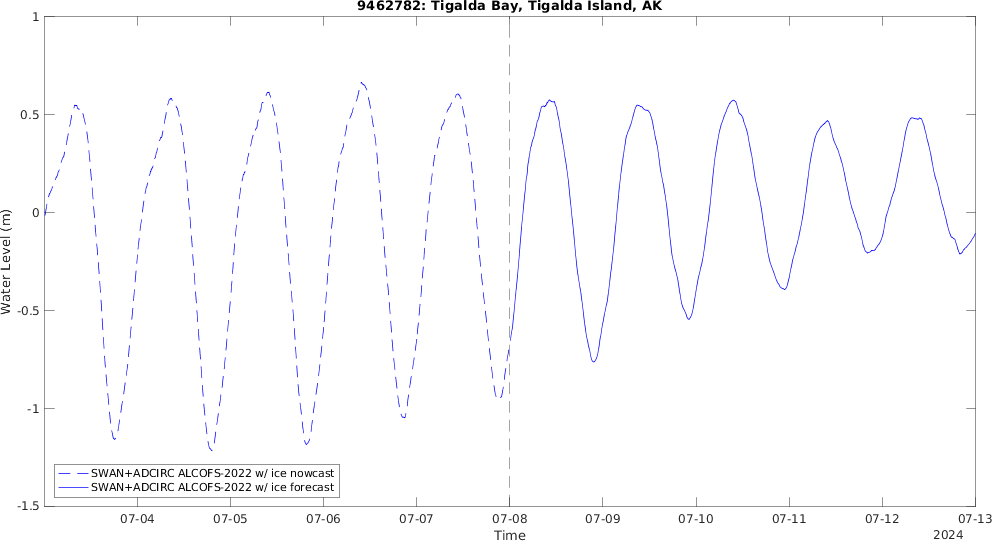 9462782: Tigalda Bay, Tigalda Island, AK
1
0.5
0
-0.5
-1
-1.5
Water Level (m)
SWAN+ADCIRC ALCOFS-2022 w/ ice nowcast
SWAN+ADCIRC ALCOFS-2022 w/ ice forecast
07-04 07-05 07-06 07-07 07-08 07-09 07-10 07-11 07-12 07-13
Time
2024